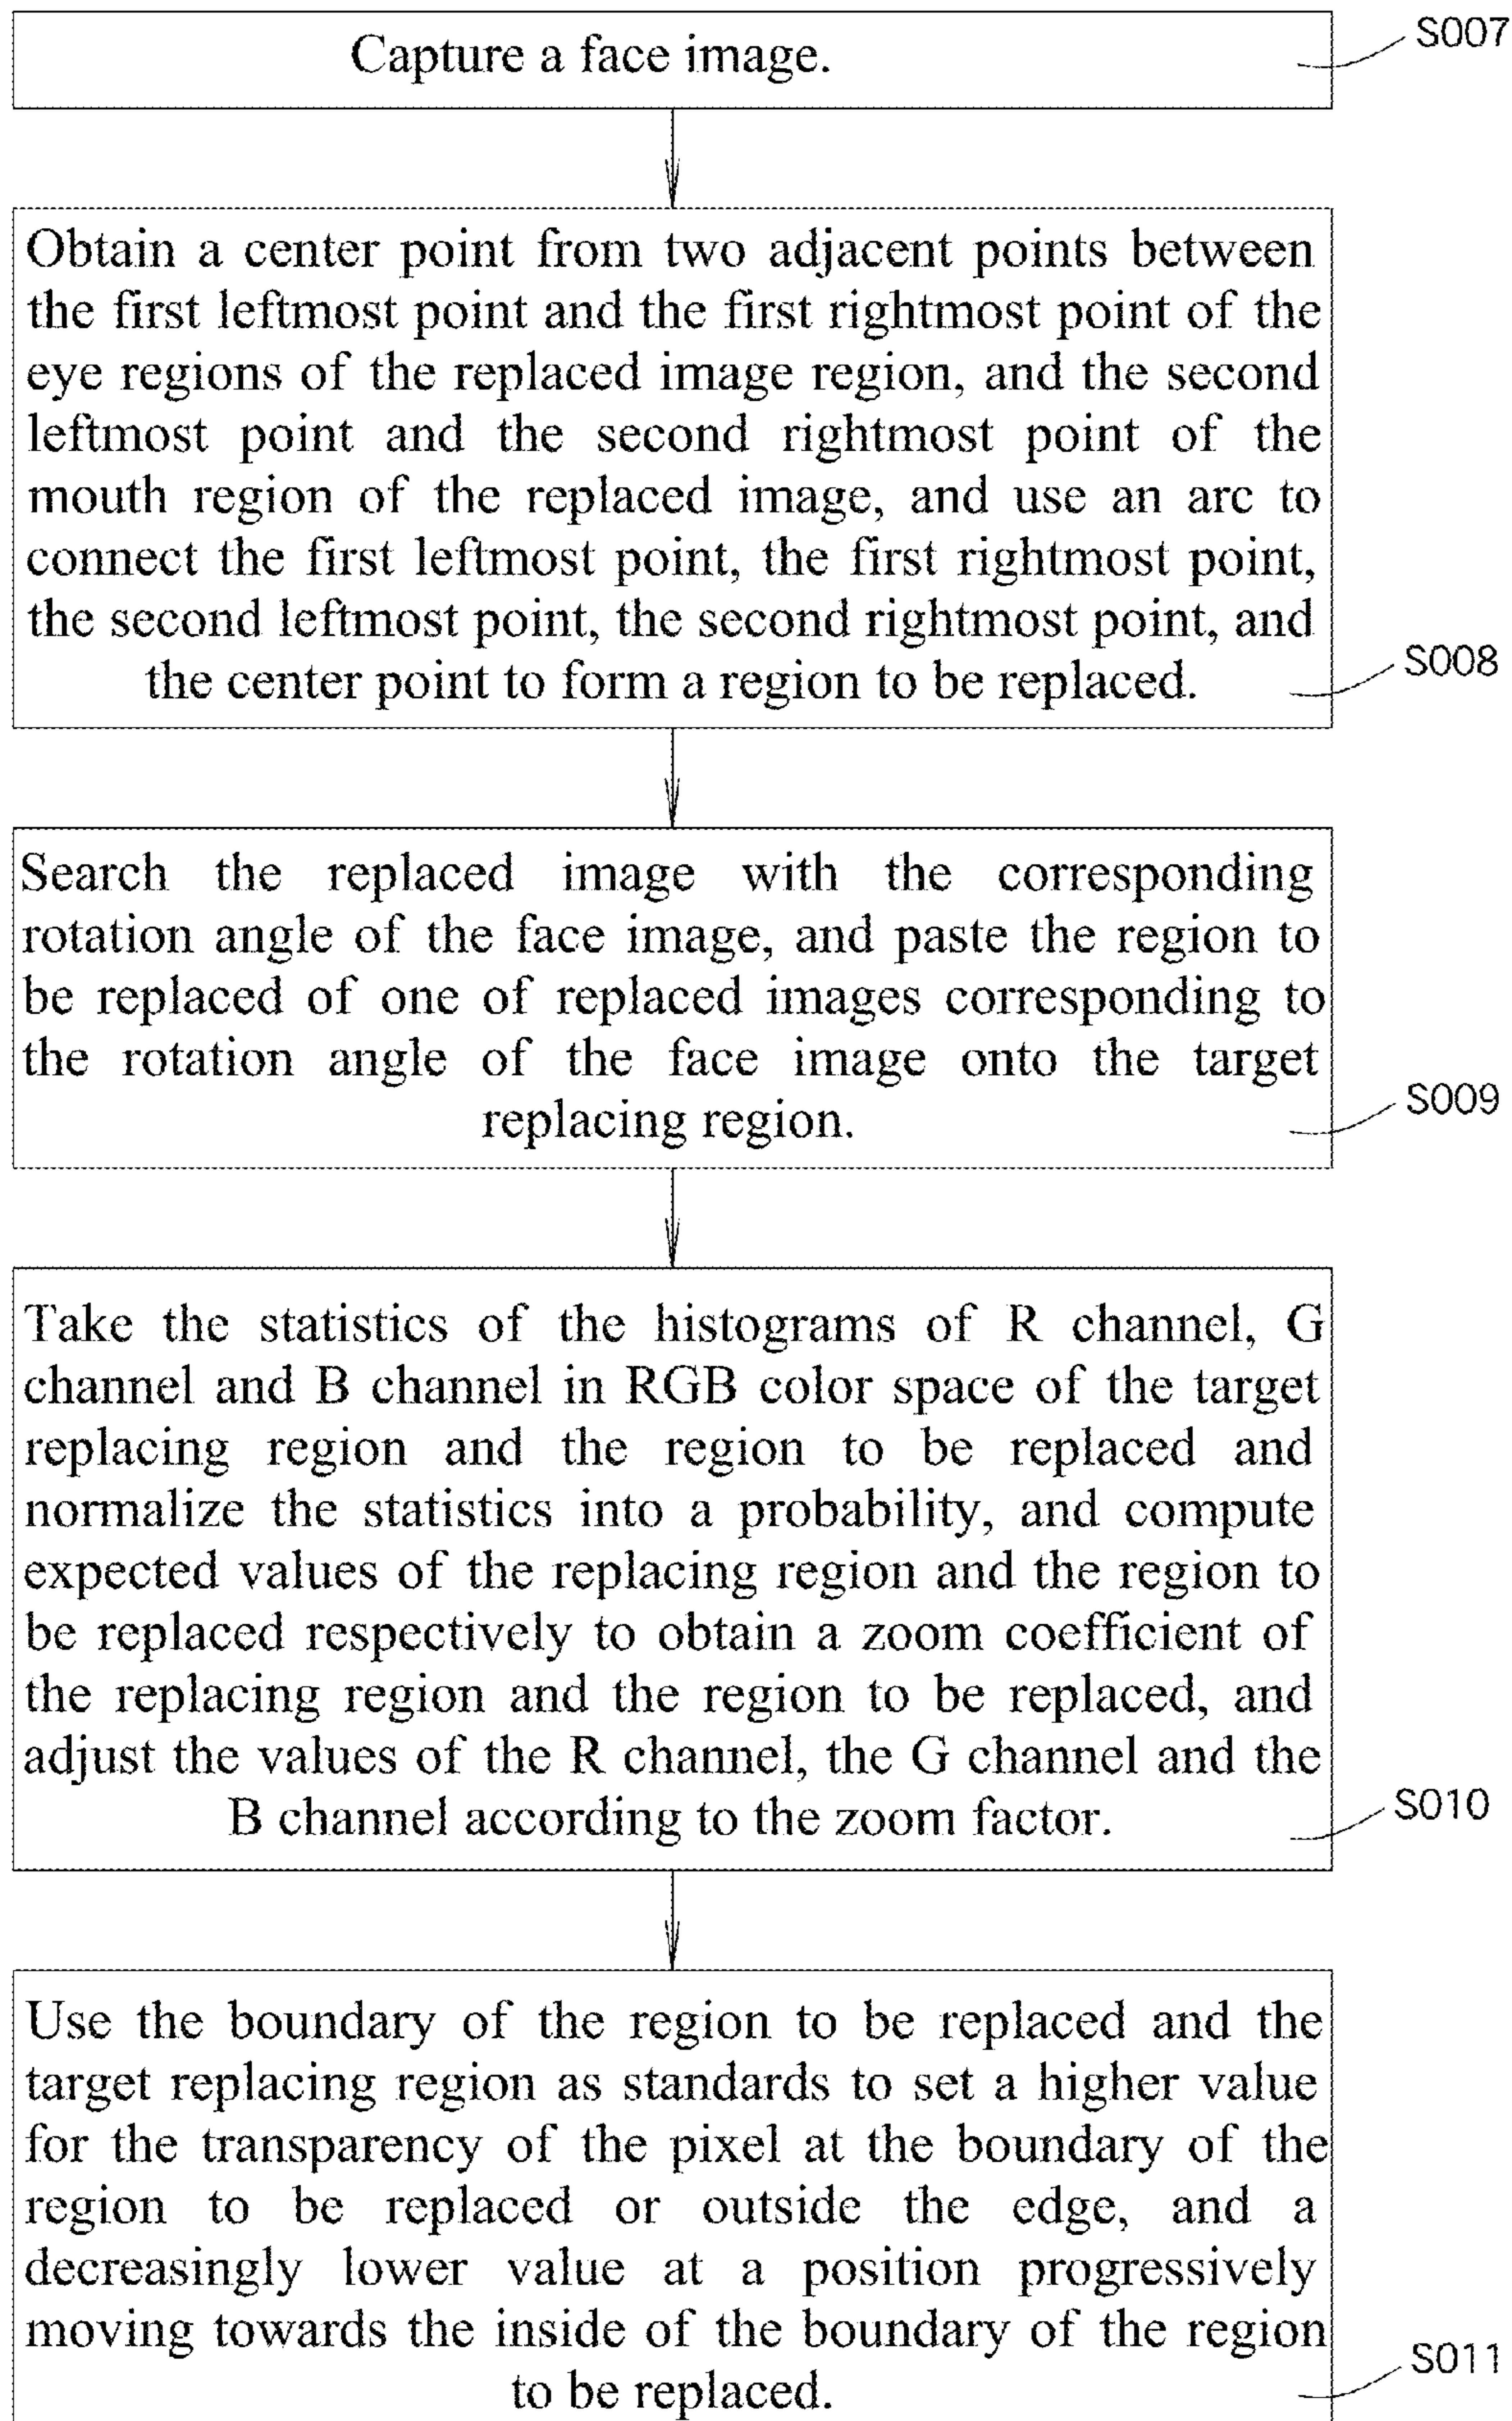 Capture a face image.
S007
Obtain a center point from two adjacent points between
the first leftmost point and the first rightmost point of the
eye regions of the replaced image region, and the second
leftmost point and the second rightmost point of the
mouth region of the replaced image, and use an arc to
connect the first leftmost point, the first rightmost point,
the second leftmost point, the second rightmost point, and
the center point to form a region to be replaced.
S008
Search the replaced image with the corresponding
rotation angle of the face image, and paste the region to
be replaced of one of replaced images corresponding to
the rotation angle of the face image onto the target
replacing region.
S009
Take the statistics of the histograms of R channel, G
channel and B channel in RGB color space of the target
replacing region and the region to be replaced and
normalize the statistics into a probability, and compute
expected values of the replacing region and the region to
be replaced respectively to obtain a zoom coefficient of
the replacing region and the region to be replaced, and
adjust the values of the R channel, the G channel and the
B channel according to the zoom factor.
S010
Use the boundary of the region to be replaced and the
target replacing region as standards to set a higher value
for the transparency of the pixel at the boundary of the
region to be replaced or outside the edge, and a
decreasingly lower value at a position progressively
moving towards the inside of the boundary of the region
to be replaced.
S011